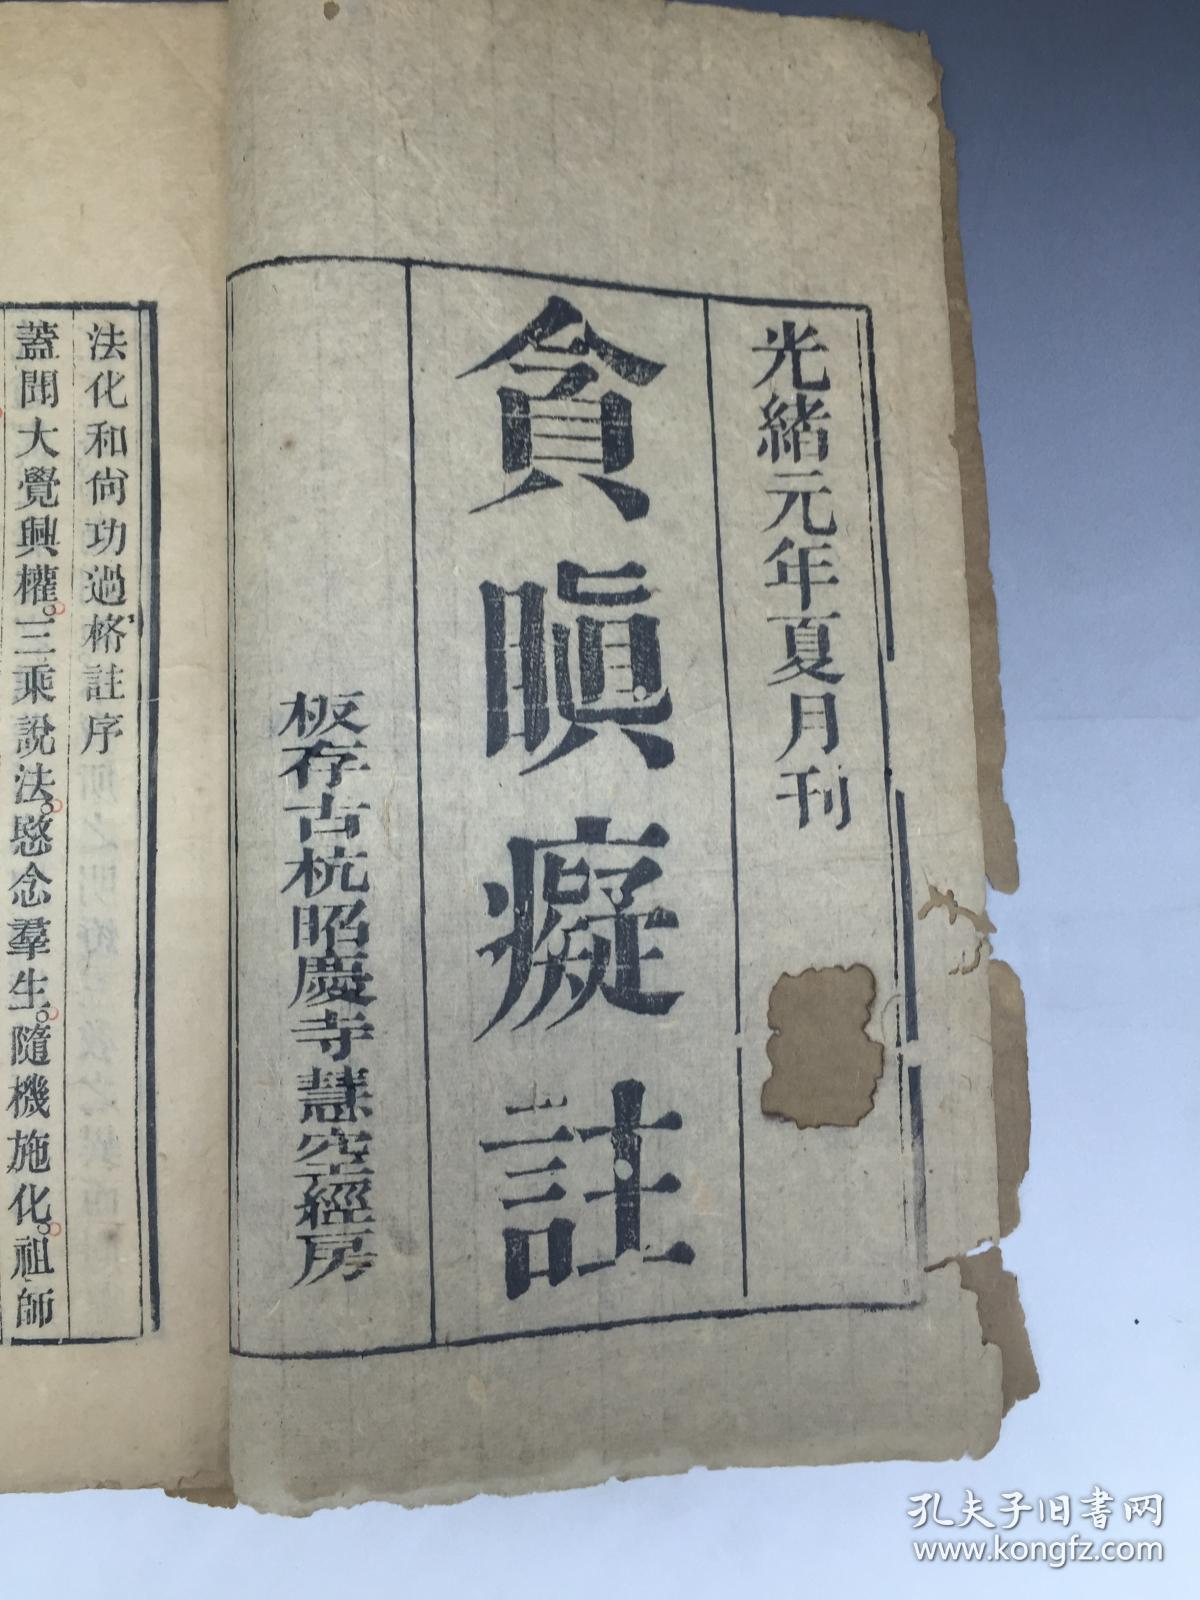 光緒元年夏月刊
貪瞋癡註
板存古杭昭慶寺慧空經房
法化和尙功過格註序
蓋聞大覺興權。三乘說法。愍念羣生。隨機施化。祖師
孔夫子旧书网
www.kongfz.com